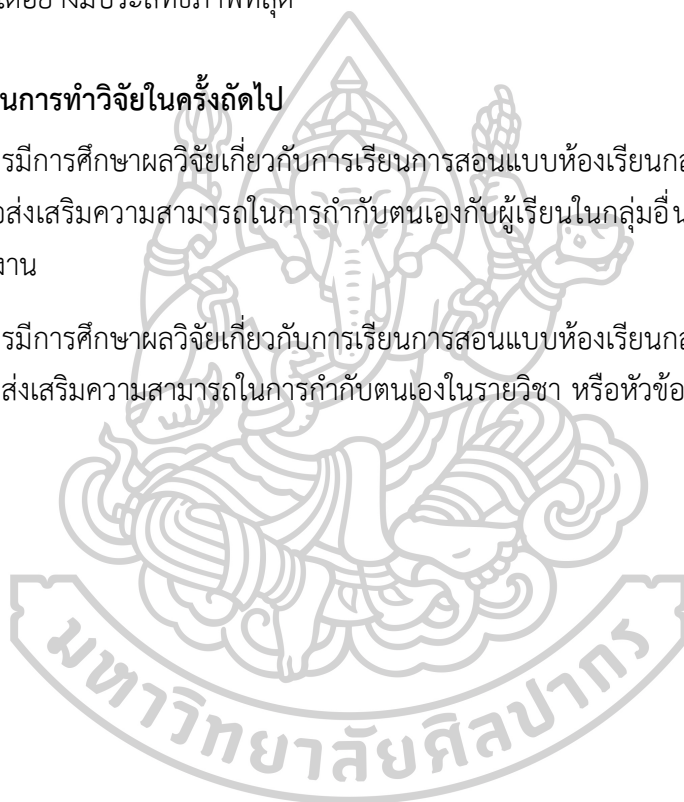 ได้อย่างมีประสิทธิภาพที่สุด
นการทำวิจัยในครั้งถัดไป
รมีการศึกษาผลวิจัยเกี่ยวกับการเรียนการสอนแบบห้องเรียนกล
อส่งเสริมความสามารถในการกำกับตนเองกับผู้เรียนในกลุ่มอื่น
งาน
รมีการศึกษาผลวิจัยเกี่ยวกับการเรียนการสอนแบบห้องเรียนกล
ส่งเสริมความสามารถในการกำกับตนเองในรายวิชา หรือหัวข้อ
มหาวิทยาลัยศิลปากร